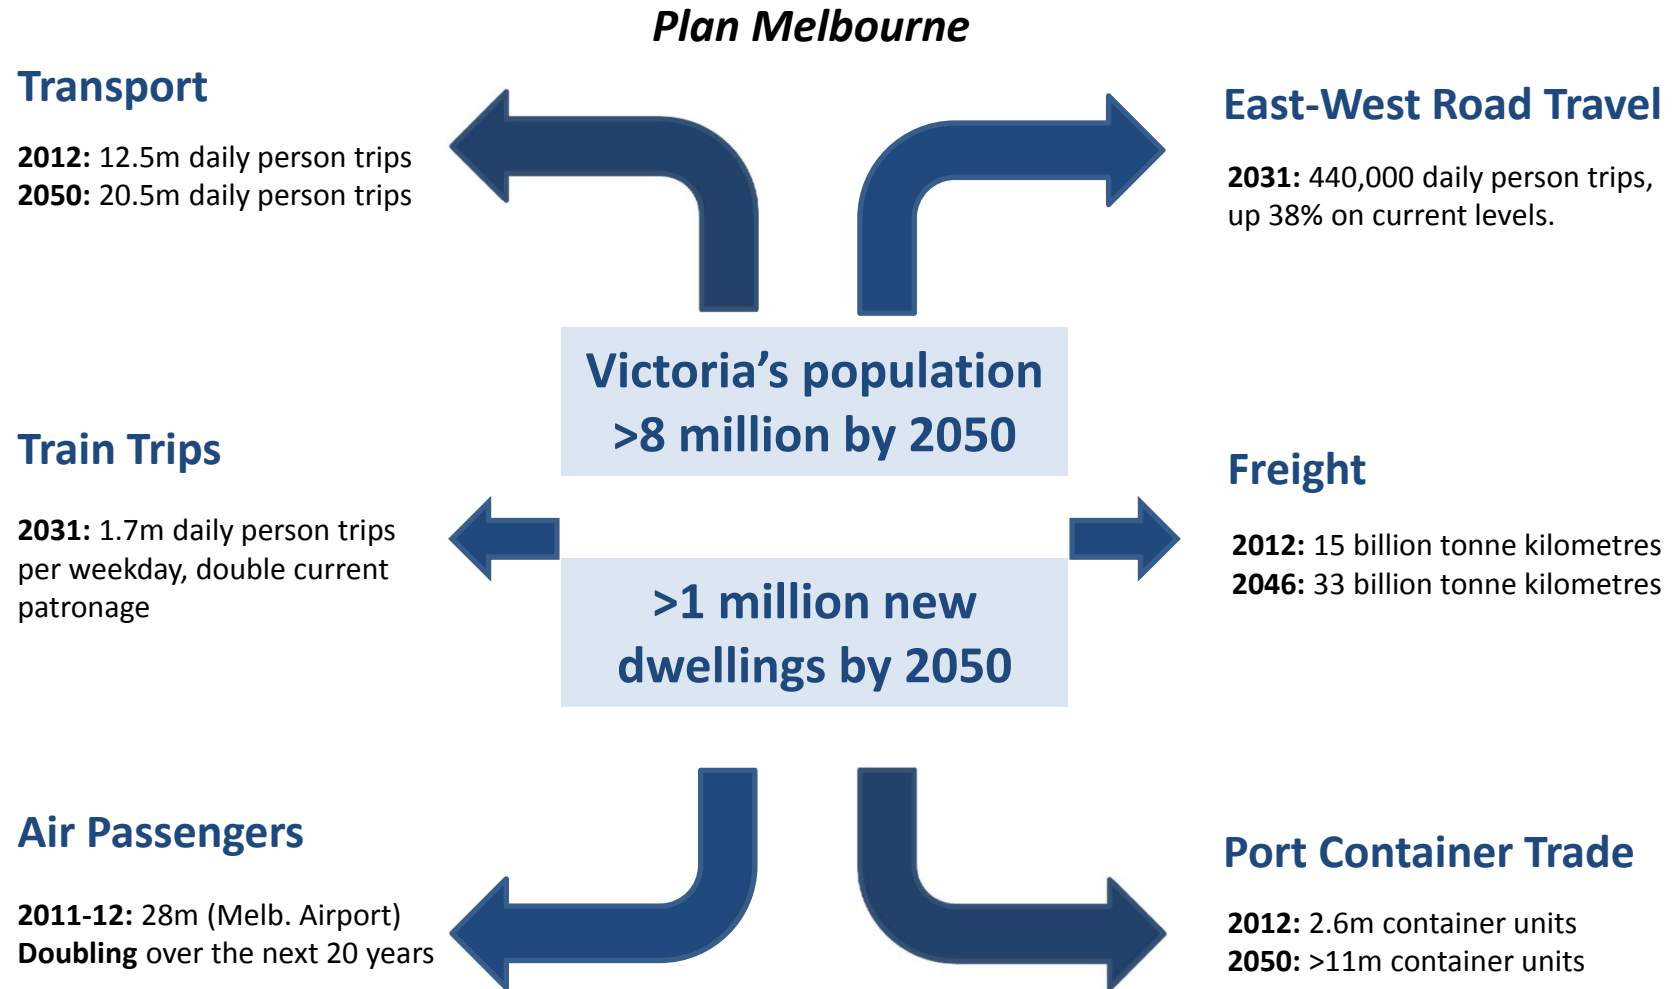 Plan Melbourne
Transport
2012: 12.5m daily person trips
2050: 20.5m daily person trips
East-West Road Travel
2031: 440,000 daily person trips,
up 38% on current levels.
Victoria’s population
>8 million by 2050
Train Trips
2031: 1.7m daily person trips
per weekday, double current
patronage
Freight
2012: 15 billion tonne kilometres
2046: 33 billion tonne kilometres
>1 million new
dwellings by 2050
Air Passengers
2011-12: 28m (Melb. Airport)
Doubling over the next 20 years
Port Container Trade
2012: 2.6m container units
2050: >11m container units